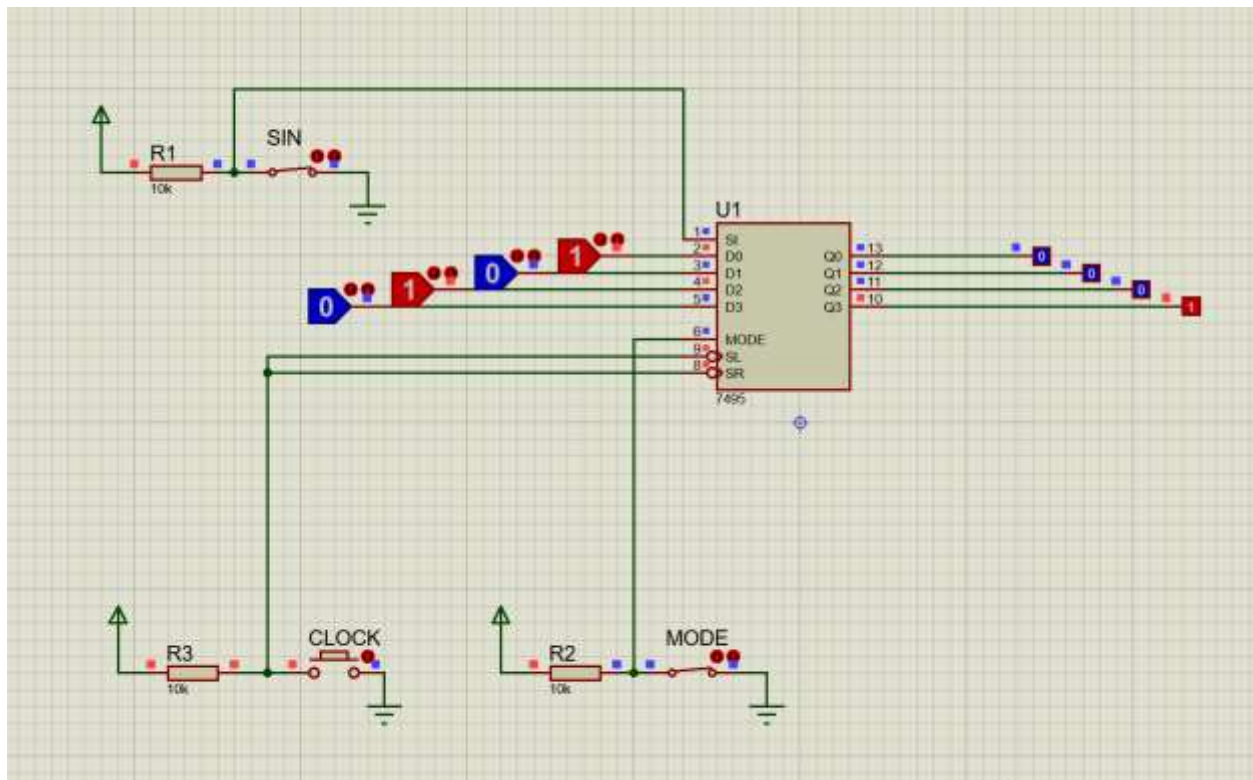 SIN
R1
10k
U1
1 SI
2 D0 Q0 13 0
1
3 D1 Q1 12 0
0
4 D2 Q2 11 0
1
5 D3 Q3 10 1
0
6 MODE
9 SL
8 SR
7495
R3
10k
CLOCK
R2
10k
MODE